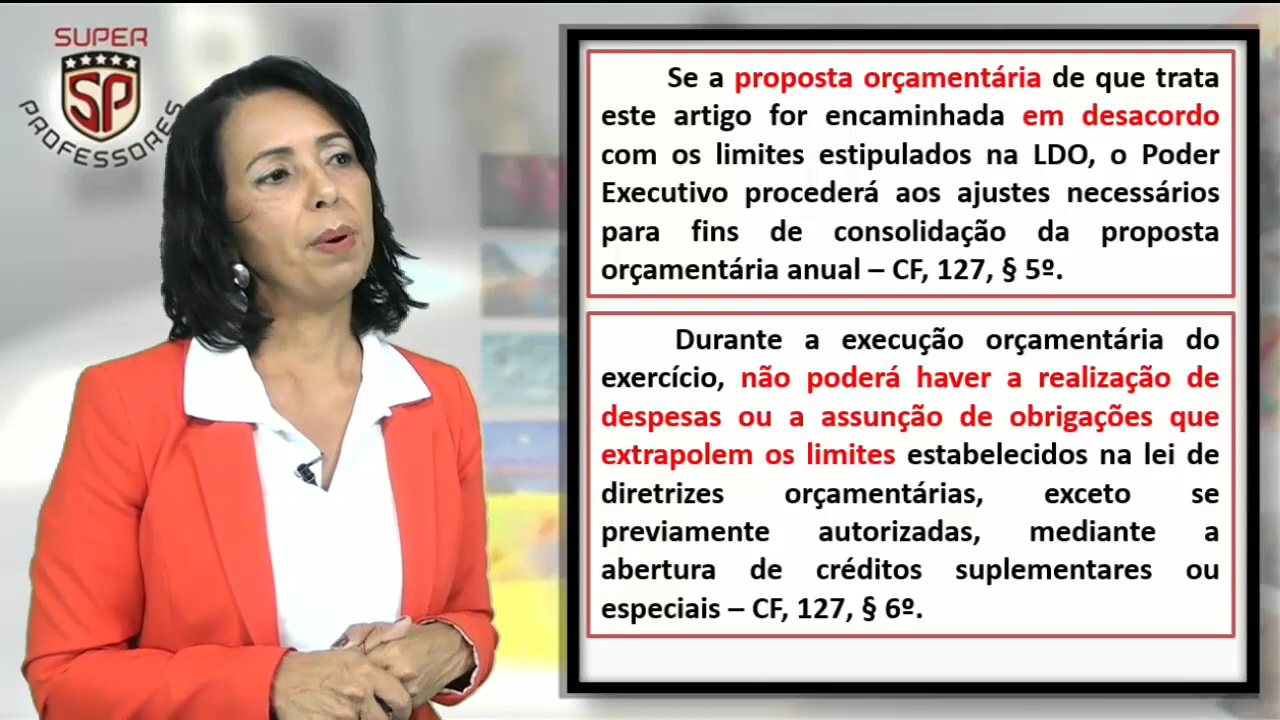 SUPER
SP
PROFESSORES
Se a proposta orçamentária de que trata
este artigo for encaminhada em desacordo
com os limites estipulados na LDO, o Poder
Executivo procederá aos ajustes necessários
para fins de consolidação da proposta
orçamentária anual – CF, 127, § 5º.
Durante a execução orçamentária do
exercício, não poderá haver a realização de
despesas ou a assunção de obrigações que
extrapolem os limites estabelecidos na lei de
diretrizes orçamentárias, exceto se
previamente autorizadas, mediante a
abertura de créditos suplementares ou
especiais – CF, 127, § 6º.